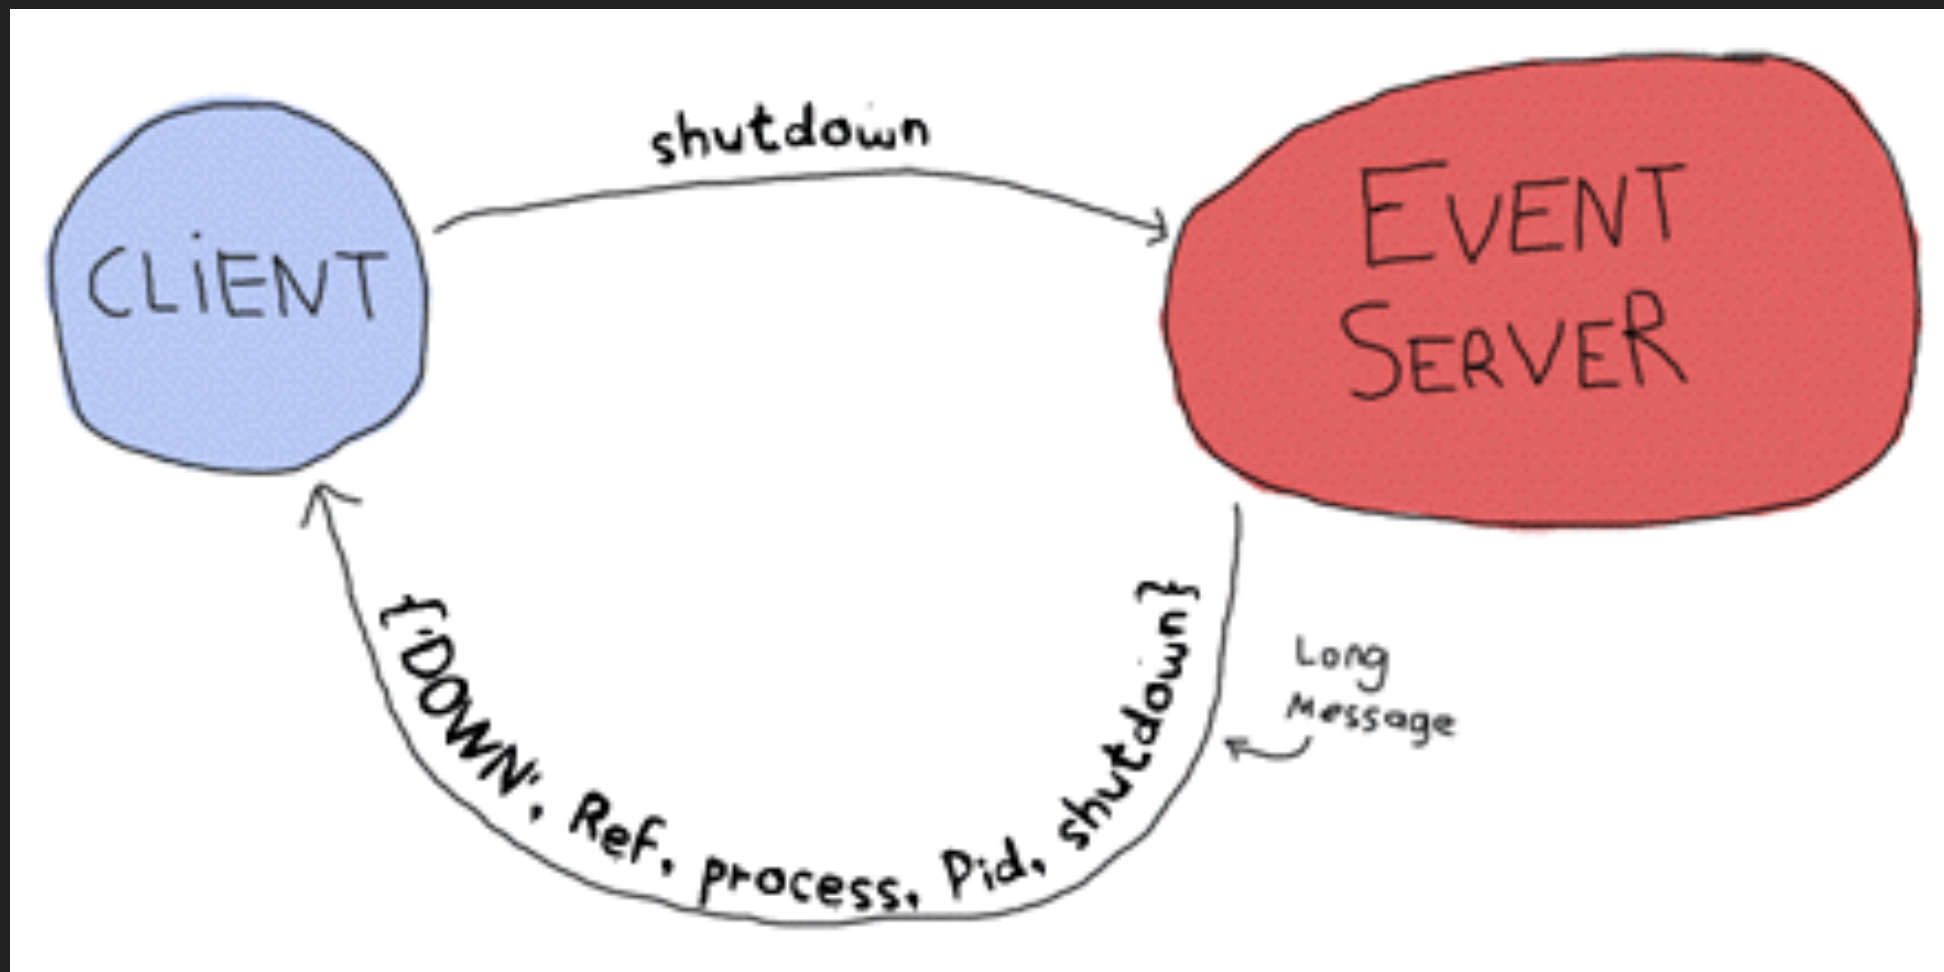 shutdown
CLiENT
EVENT
SERVER
{'DOWN', Ref, process, Pid, shutdown}
Long
Message